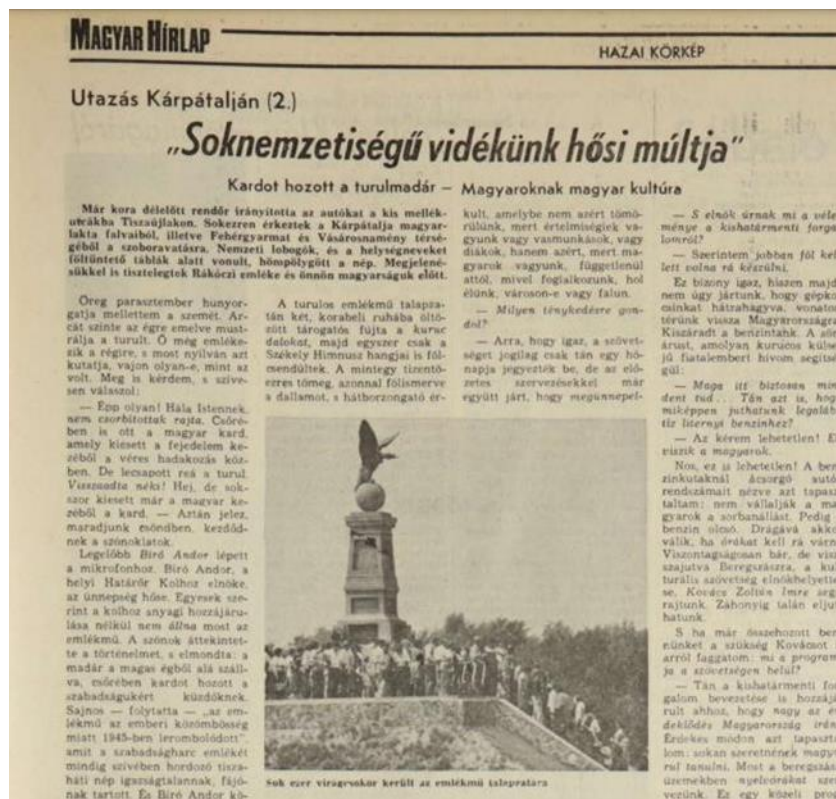 MAGYAR HÍRLAP
HAZAI KÖRKÉP
Utazás Kárpátalján (2.)
„Soknemzetiségű vidékünk hősi múltja"
Kardot hozott a turulmadár – Magyaroknak magyar kultúra
Már kora délelőtt rendőr irányította az autókat a kis mellék-
utcákba Tiszaújlakon. Sokezren érkeztek a Kárpátalja magyar-
lakta falvaiból, illetve Fehérgyarmat és Vásárosnamény térsé-
géből a szoboravatásra. Nemzeti lobogók, és a helységneveket
föltüntető táblák alatt vonult, hömpölygött a nép. Megjelené-
sükkel is tisztelegtek Rákóczi emléke és önnön magyarságuk előtt.
Öreg parasztember hunyor-
gatja mellettem a szemét. Ar-
cát szinte az égre emelve must-
rálja a turult. Ő még emléke-
zik a régire, s most nyilván azt
kutatja, vajon olyan-e, mint az
volt. Meg is kérdem, s szíve-
sen válaszol:
— Épp olyan! Hála Istennek,
nem csorbítottak rajta. Csőré-
ben is ott a magyar kard,
amely kiesett a fejedelem ke-
zéből a véres hadakozás köz-
ben. De lecsapott reá a turul.
Visszaadta néki! Hej, de sok-
szor kiesett már a magyar ke-
zéből a kard. — Aztán jelez,
maradjunk csöndben, kezdőd-
nek a szónoklatok.
Legelőbb Bíró Andor lépett
a mikrofonhoz. Bíró Andor, a
helyi Határőr Kolhoz elnöke,
az ünnepség hőse. Egyesek sze-
rint a kolhoz anyagi hozzájáru-
lása nélkül nem állna most az
emlékmű. A szónok áttekintet-
te a történelmet, s elmondta: a
madár a magas égből alá száll-
va, csőrében kardot hozott a
szabadságukért küzdőknek.
Sajnos — folytatta — „az em-
lékmű az emberi közömbösség
miatt 1945-ben lerombolódott",
amit a szabadságharc emlékét
mindig szívében hordozó tisza-
háti nép igazságtalannak, fájó-
nak tartott. És Bíró Andor kö-
A turulos emlékmű talapza-
tán két, korabeli ruhába öltö-
zött tárogatós fújta a kuruc
dalokat, majd egyszer csak a
Székely Himnusz hangjai is föl-
csendültek. A mintegy tizentö-
ezres tömeg, azonnal fölismerve
a dallamot, s hátborzongató ér-
kult, amelybe nem azért tömö-
rülünk, mert értelmiségiek va-
gyunk vagy vasmunkások, vagy
diákok, hanem azért, mert ma-
gyarok vagyunk, függetlenül
attól, mivel foglalkozunk, hol
élünk, városon-e vagy falun.
— Milyen ténykedésre gon-
dol?
— Arra, hogy igaz, a szövet-
séget jogilag csak tán egy hó-
napja jegyezték be, de az elő-
zetes szervezésekkel már
együtt járt, hogy megünnepel-
Sok ezer virágcsokor került az emlékmű talapzatára
— S elnök úrnak mi a véle-
ménye a kishatármenti forga-
lomról?
— Szerintem jobban föl kel-
lett volna rá készülni.
Ez bizony igaz, hiszen majd-
nem úgy jártunk, hogy gépko-
csinkat hátrahagyva, vonaton
térünk vissza Magyarországra.
Kiszáradt a benzintank. A
árust, amolyan kurucos külse-
jű fiatalembert hívom segítsé-
gül:
— Maga itt biztosan min-
dent tud... Tán azt is, hogy
miképpen juthatunk legalább
tíz liternyi benzinhez?
— Az kérem lehetetlen!
viszik a magyarok.
Nos, ez is lehetetlen! A ben-
zinkutaknál ácsorgó autók
rendszámait nézve azt tapasz-
taltam: nem vállalják a ma-
gyarok a sorbanállást. Pedig
benzin olcsó. Drágává akkor
válik, ha órákat kell rá várni.
Viszontagságosan bár, de
szajutva Beregszászra, a kul-
turális szövetség elnökhelyette-
se, Kovács Zoltán Imre segít
rajtunk. Záhonyig talán eljut-
hatunk.
S ha már összehozott ben-
nünket a szükség Kováccsal
arról faggatom: mi a program-
ja a szövetségen belül?
— Tán a kishatármenti for-
galom bevezetése is hozzájá-
rult ahhoz, hogy nagy az ér-
deklődés Magyarország iránt.
Érdekes módon azt tapaszta-
lom: sokan szeretnének magya-
rul tanulni. Most a beregszászi
üzemekben nyelvórákat szer-
vezünk. Ez egy közeli prog-